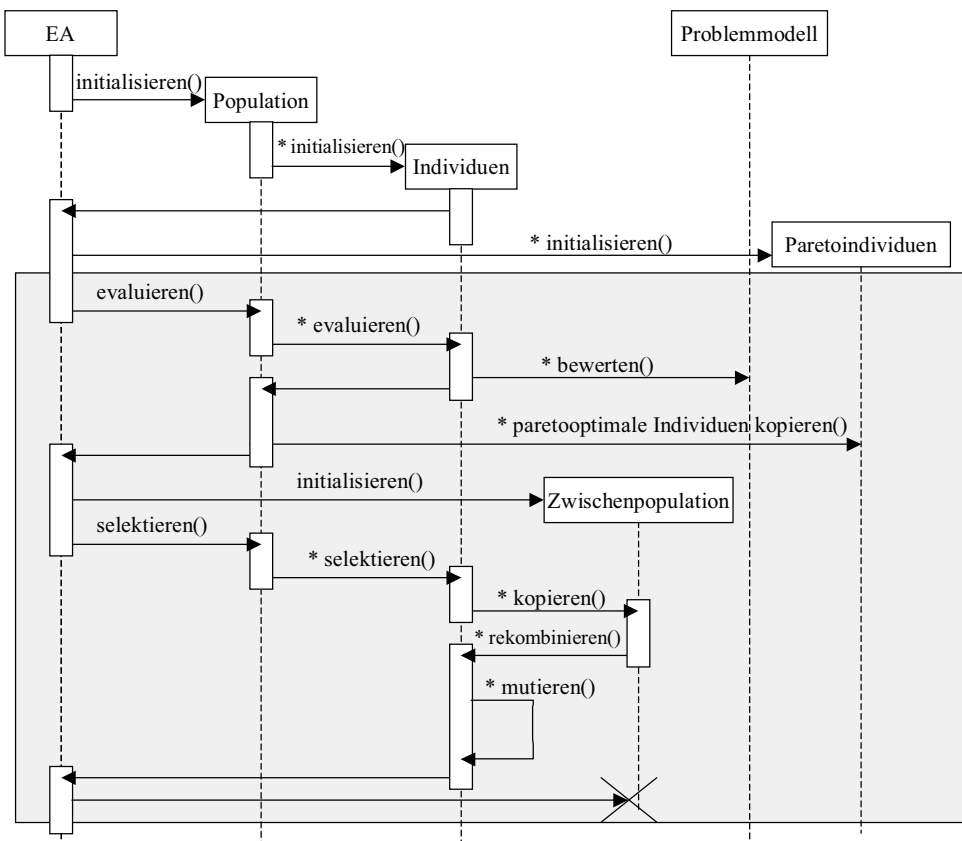 EA
Problemmodell
initialisieren()
Population
* initialisieren()
Individuen
* initialisieren()
Paretoindividuen
evaluieren()
* evaluieren()
* bewerten()
* paretooptimale Individuen kopieren()
initialisieren()
Zwischenpopulation
selektieren()
* selektieren()
* kopieren()
* rekombinieren()
* mutieren()